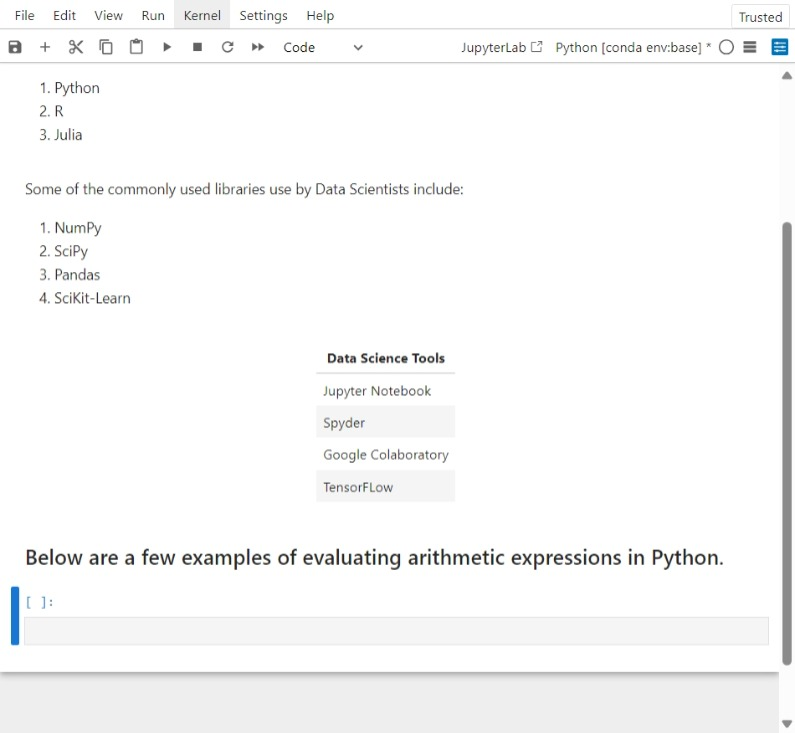 File Edit View Run Kernel Settings Help
Trusted
Code JupyterLab Python [conda env:base] *
1. Python
2. R
3. Julia
Some of the commonly used libraries use by Data Scientists include:
1. NumPy
2. SciPy
3. Pandas
4. SciKit-Learn
Data Science Tools
Jupyter Notebook
Spyder
Google Colaboratory
TensorFLow
Below are a few examples of evaluating arithmetic expressions in Python.
[ ]: